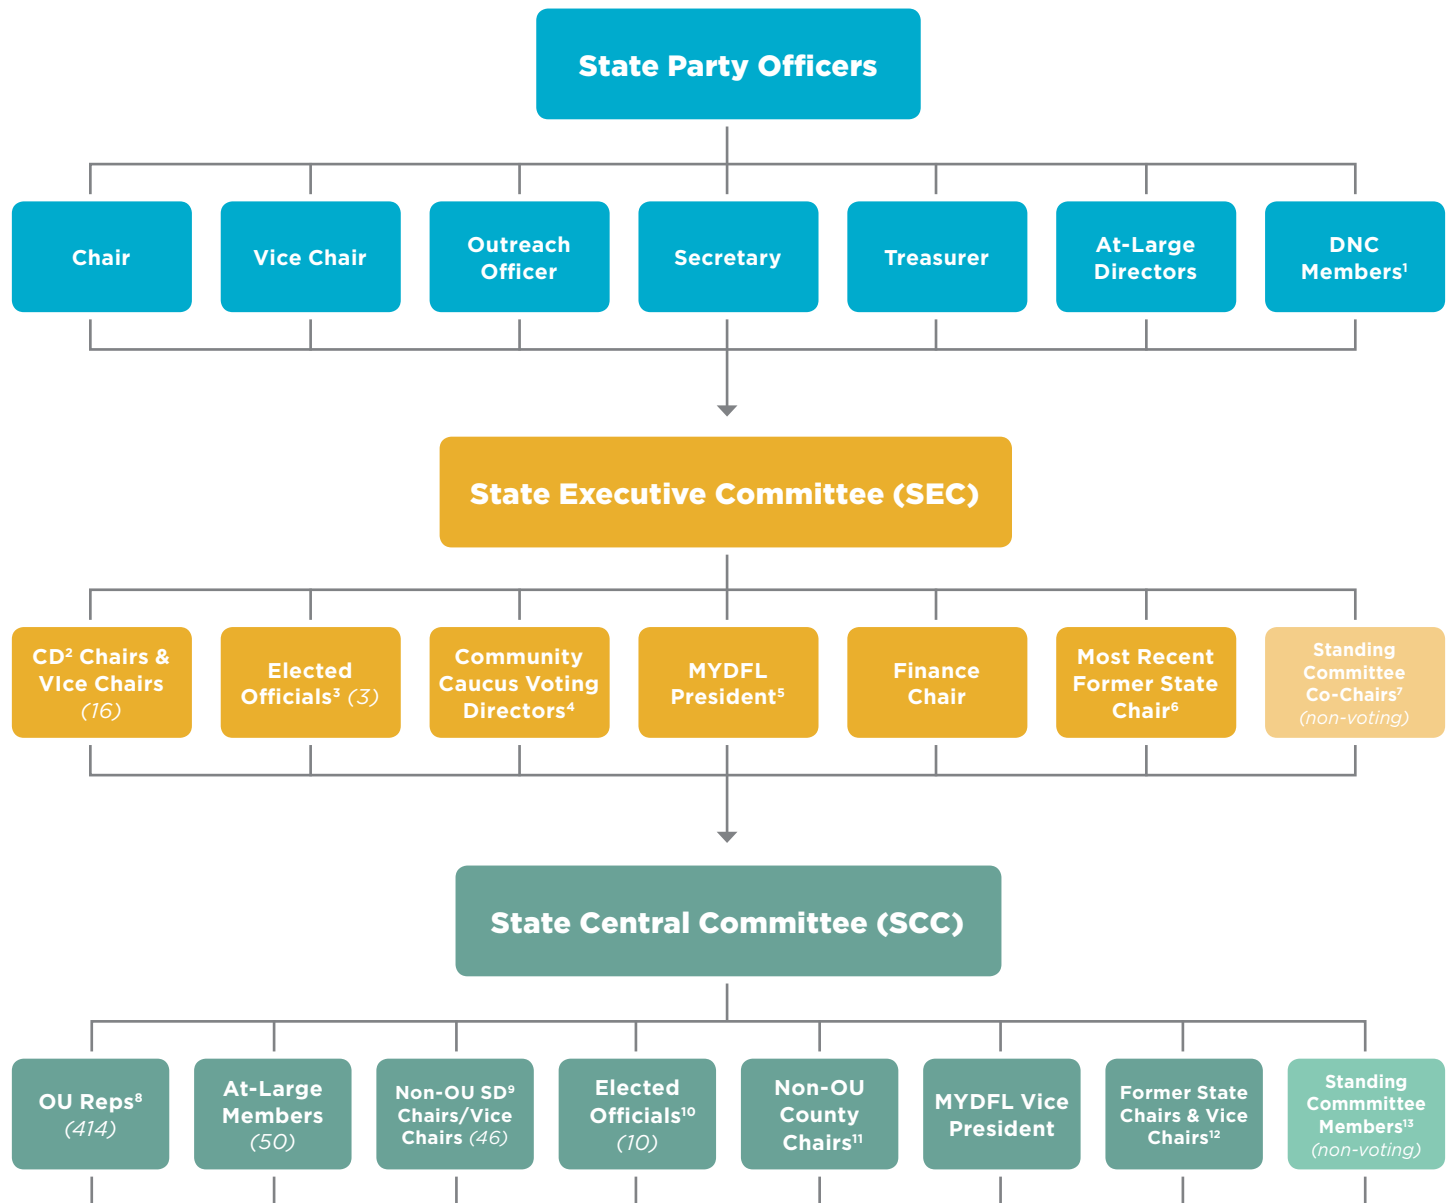 State Party Officers
Chair
Vice Chair
Outreach
Officer
Secretary
Treasurer
At-Large
Directors
DNC
Members¹
State Executive Committee (SEC)
CD² Chairs &
VIce Chairs
(16)
Elected
Officials³ (3)
Community
Caucus Voting
Directors⁴
MYDFL
President⁵
Finance
Chair
Most Recent
Former State
Chair⁶
Standing
Committee
Co-Chairs⁷
(non-voting)
State Central Committee (SCC)
OU Reps⁸
(414)
At-Large
Members
(50)
Non-OU SD⁹
Chairs/Vice
Chairs (46)
Elected
Officials¹⁰
(10)
Non-OU
County
Chairs¹¹
MYDFL Vice
President
Former State
Chairs & Vice
Chairs¹²
Standing
Commmittee
Members¹³
(non-voting)